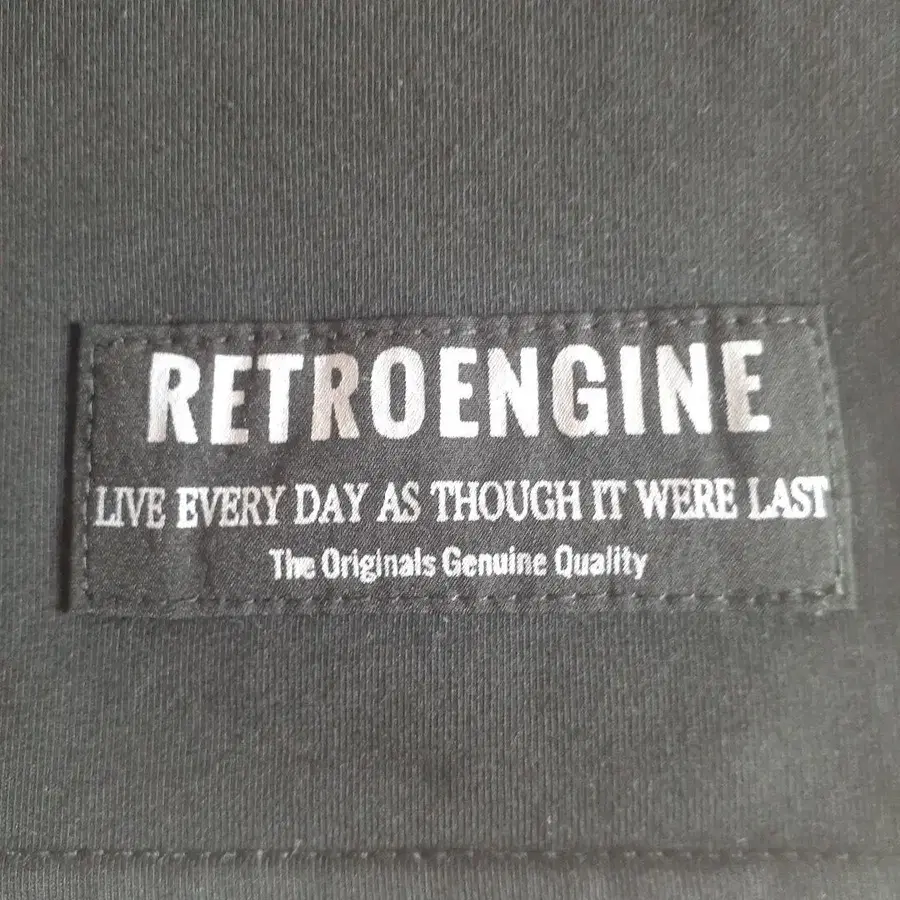 RETROENGINE
LIVE EVERY DAY AS THOUGH IT WERE LAST
The Originals Genuine Quality